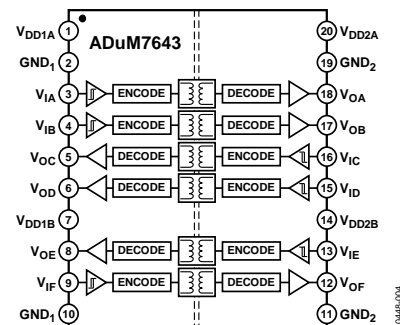 ADuM7643
VDD1A 1 20 VDD2A
GND1 2 19 GND2
VIA 3 ENCODE DECODE 18 VOA
VIB 4 ENCODE DECODE 17 VOB
VOC 5 DECODE ENCODE 16 VIC
VOD 6 DECODE ENCODE 15 VID
VDD1B 7 14 VDD2B
VOE 8 DECODE ENCODE 13 VIE
VIF 9 ENCODE DECODE 12 VOF
GND1 10 11 GND2